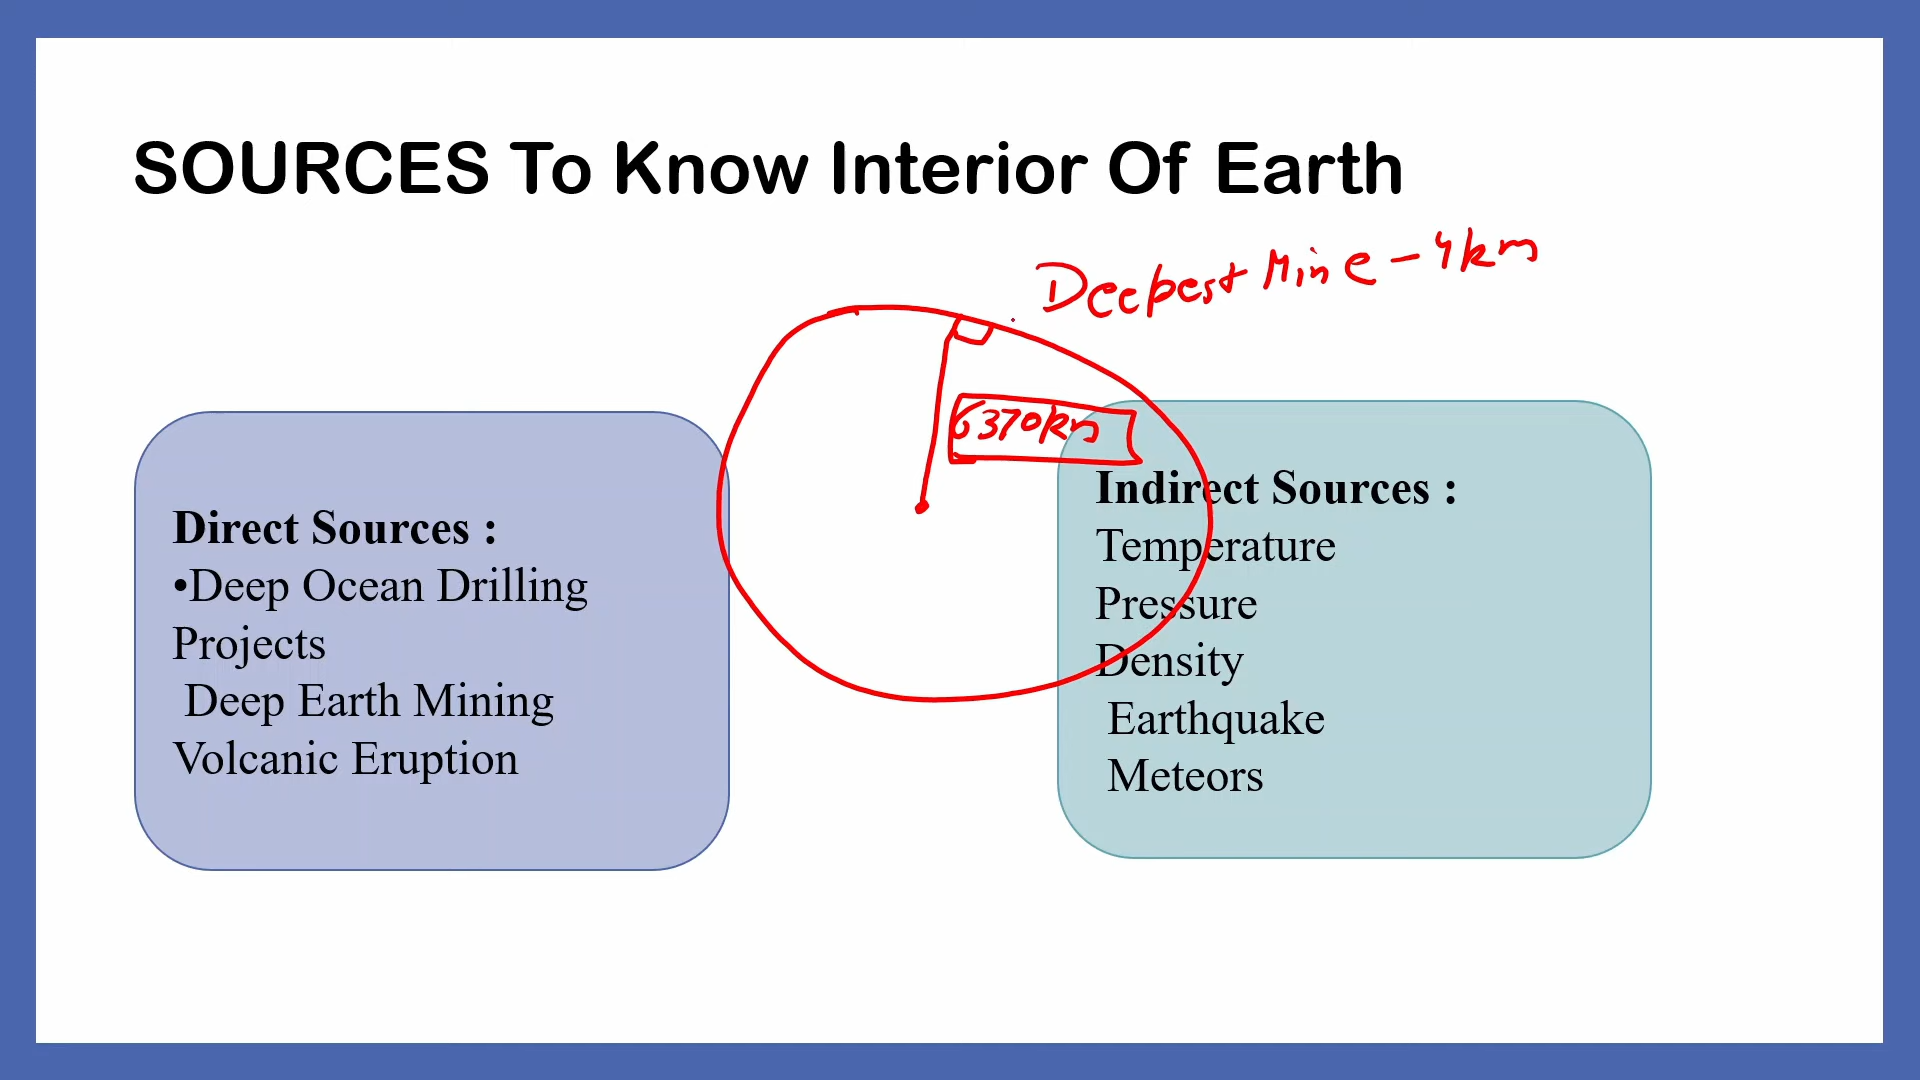 SOURCES To Know Interior Of Earth
Deepest Mine - 4km
6370km
Direct Sources :
•Deep Ocean Drilling
Projects
Deep Earth Mining
Volcanic Eruption
Indirect Sources :
Temperature
Pressure
Density
Earthquake
Meteors